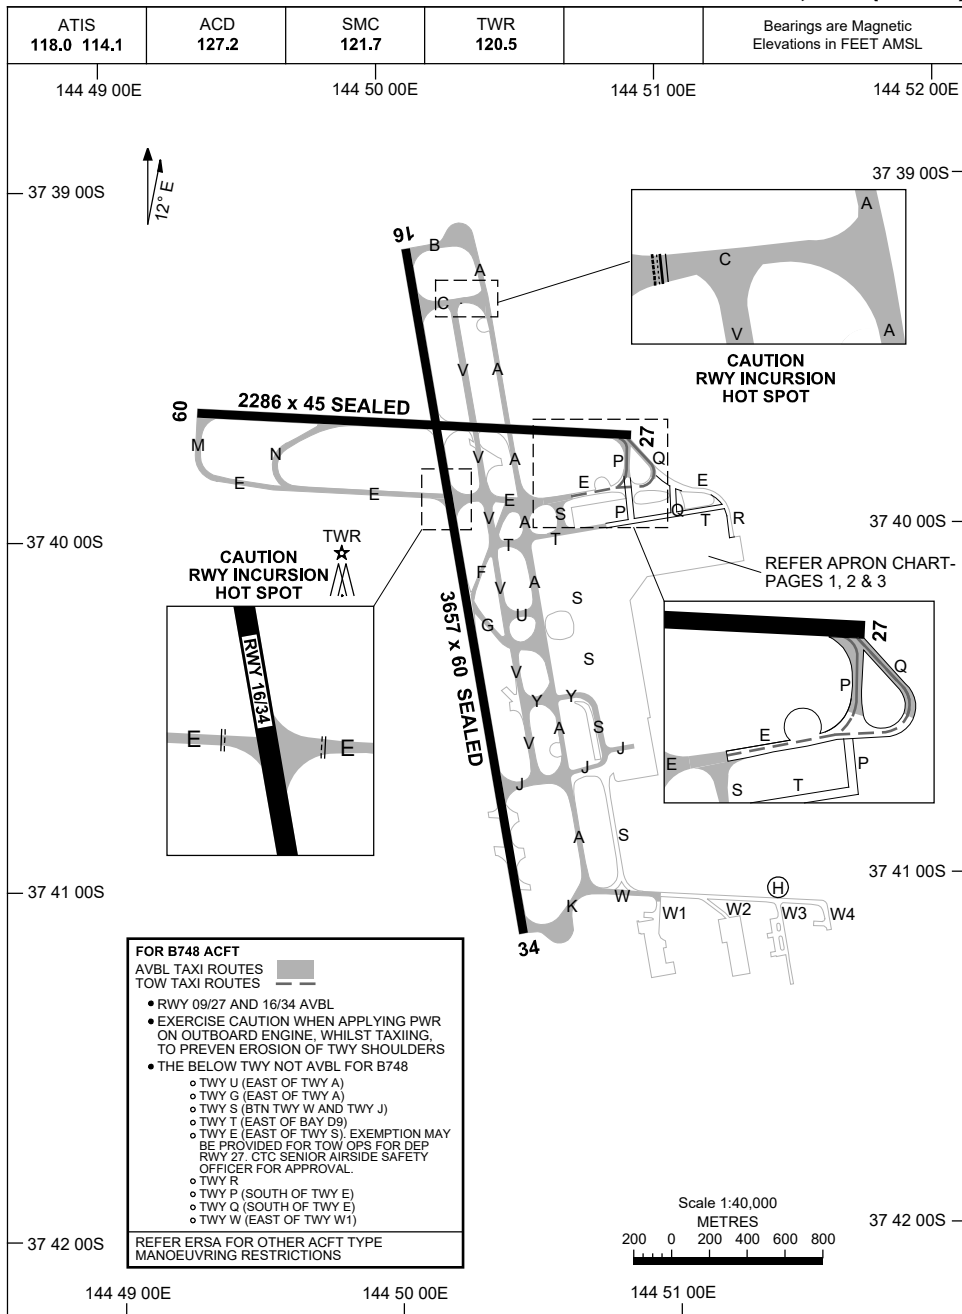 ATIS
118.0 114.1
ACD
127.2
SMC
121.7
TWR
120.5
Bearings are Magnetic
Elevations in FEET AMSL
144 49 00E
144 50 00E
144 51 00E
144 52 00E
37 39 00S
37 39 00S
12° E
16
B
A
C
V
A
A
C
V
A
CAUTION
RWY INCURSION
HOT SPOT
09
2286 x 45 SEALED
27
M
N
E
E
V
A
E
E
P
Q
E
V
A
S
T
P
Q
T
R
37 40 00S
37 40 00S
TWR
CAUTION
RWY INCURSION
HOT SPOT
REFER APRON CHART-
PAGES 1, 2 & 3
T
F
V
A
G
U
S
S
3657 x 60 SEALED
V
Y
Y
V
A
S
J
J
J
RWY 16/34
E
E
27
Q
P
E
E
S
T
P
A
S
37 41 00S
37 41 00S
K
W
H
W1
W2
W3
W4
34
FOR B748 ACFT
AVBL TAXI ROUTES
TOW TAXI ROUTES
• RWY 09/27 AND 16/34 AVBL
• EXERCISE CAUTION WHEN APPLYING PWR
ON OUTBOARD ENGINE, WHILST TAXIING,
TO PREVEN EROSION OF TWY SHOULDERS
• THE BELOW TWY NOT AVBL FOR B748
o TWY U (EAST OF TWY A)
o TWY G (EAST OF TWY A)
o TWY S (BTN TWY W AND TWY J)
o TWY T (EAST OF BAY D9)
o TWY E (EAST OF TWY S). EXEMPTION MAY
BE PROVIDED FOR TOW OPS FOR DEP
RWY 27. CTC SENIOR AIRSIDE SAFETY
OFFICER FOR APPROVAL.
o TWY R
o TWY P (SOUTH OF TWY E)
o TWY Q (SOUTH OF TWY E)
o TWY W (EAST OF TWY W1)
REFER ERSA FOR OTHER ACFT TYPE
MANOEUVRING RESTRICTIONS
Scale 1:40,000
METRES
200 0 200 400 600 800
37 42 00S
37 42 00S
144 49 00E
144 50 00E
144 51 00E